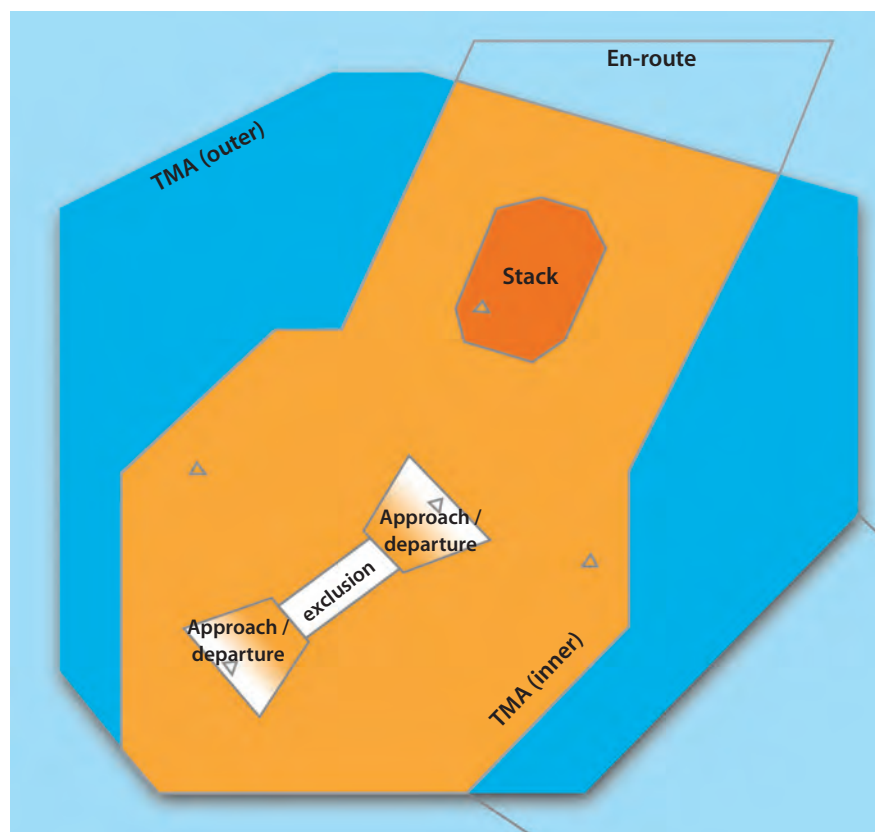 En-route
TMA (outer)
Stack
Approach /
departure
exclusion
Approach /
departure
TMA (inner)